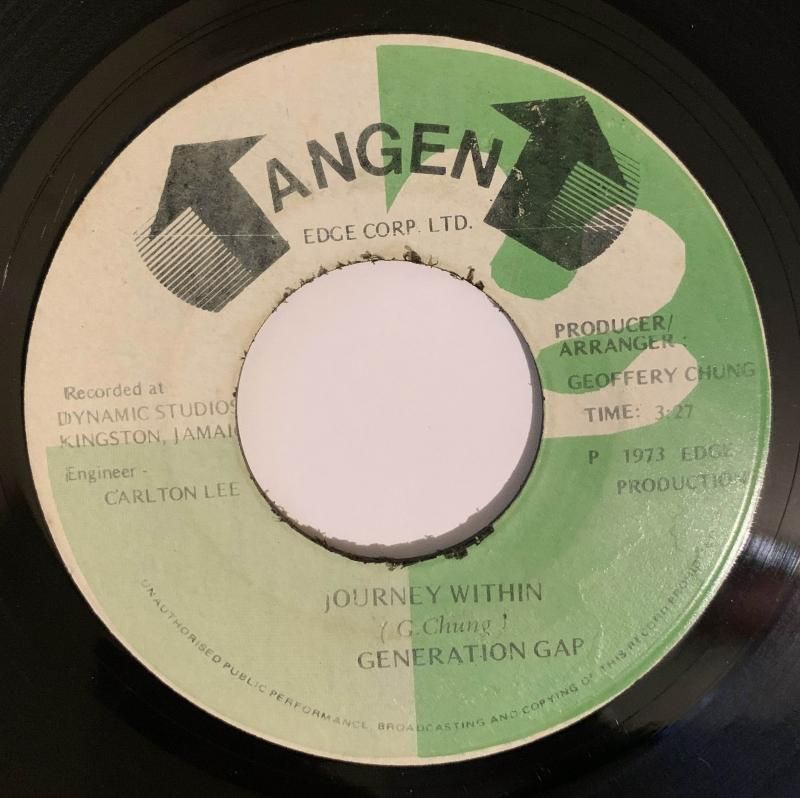 TANGENT
EDGE CORP. LTD.
Recorded at
DYNAMIC STUDIOS
KINGSTON, JAMAI
Engineer -
CARLTON LEE
PRODUCER/
ARRANGER :
GEOFFERY CHUNG
TIME: 3:27
P 1973 EDGE
PRODUCTION
JOURNEY WITHIN
( G.Chung )
GENERATION GAP
UNAUTHORISED PUBLIC PERFORMANCE, BROADCASTING AND COPYING OF THIS RECORD PROHIBITED